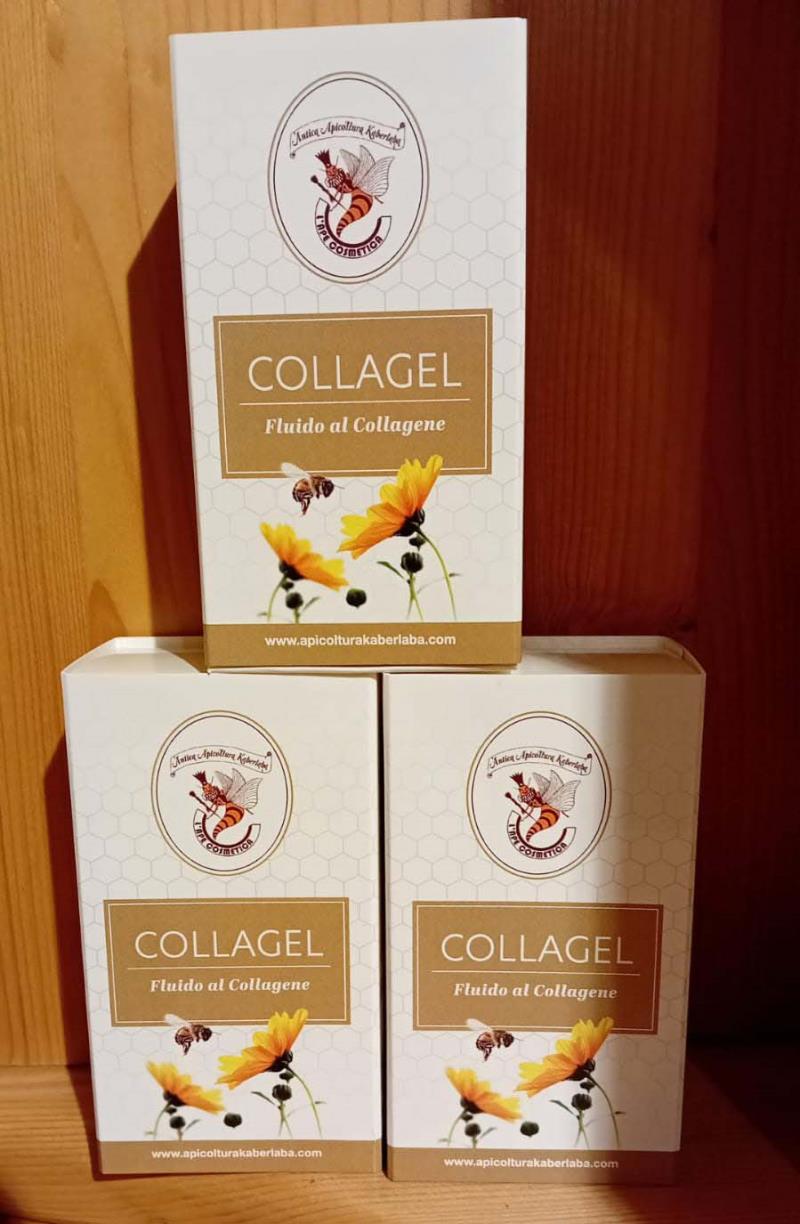 Antica Apicoltura Kaberlaba
L'APE COSMETICA
COLLAGEL
Fluido al Collagene
www.apicolturakaberlaba.com
Antica Apicoltura Kaberlaba
L'APE COSMETICA
COLLAGEL
Fluido al Collagene
www.apicolturakaberlaba.com
Antica Apicoltura Kaberlaba
L'APE COSMETICA
COLLAGEL
Fluido al Collagene
www.apicolturakaberlaba.com